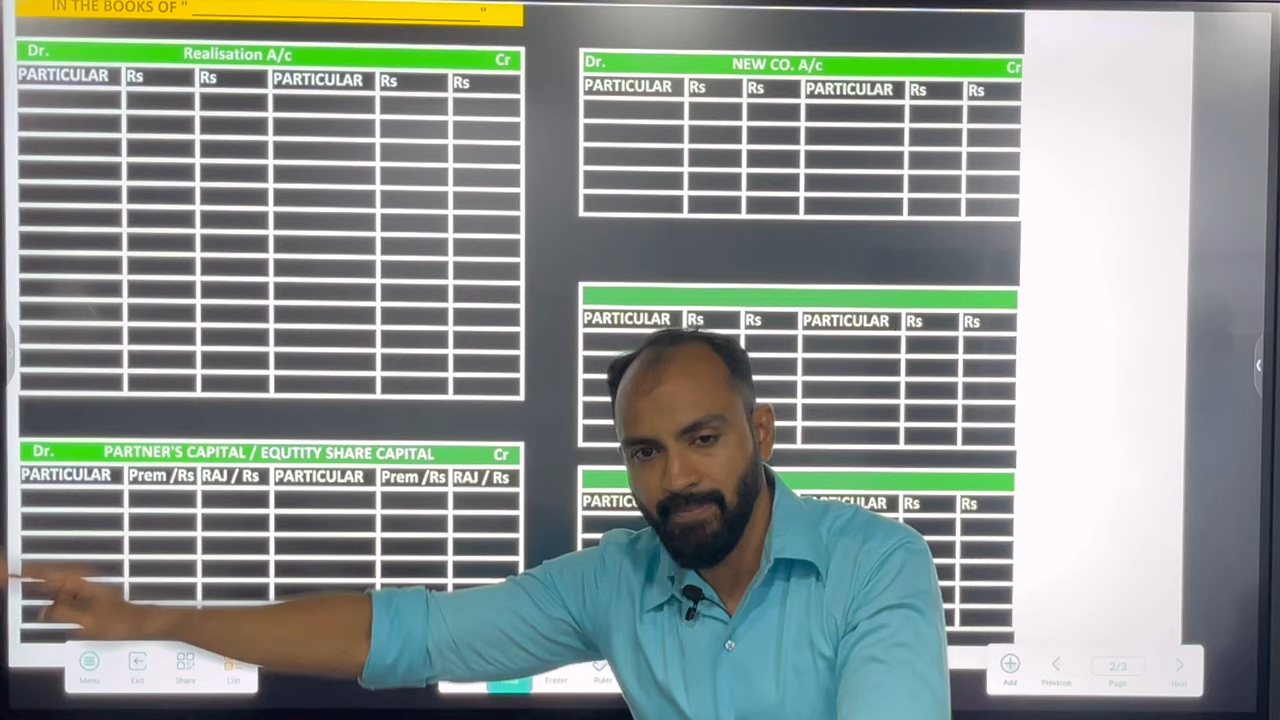 IN THE BOOKS OF " ______________________________"
Dr. Realisation A/c Cr
PARTICULAR Rs Rs PARTICULAR Rs Rs
Dr. PARTNER'S CAPITAL / EQUTITY SHARE CAPITAL Cr
PARTICULAR Prem /Rs RAJ / Rs PARTICULAR Prem /Rs RAJ / Rs
Dr. NEW CO. A/c Cr
PARTICULAR Rs Rs PARTICULAR Rs Rs
PARTICULAR Rs Rs PARTICULAR Rs Rs
PARTICU PARTICULAR Rs Rs
Menu Exit Share List
Eraser Ruler
Add Previous 2/3 Page Next